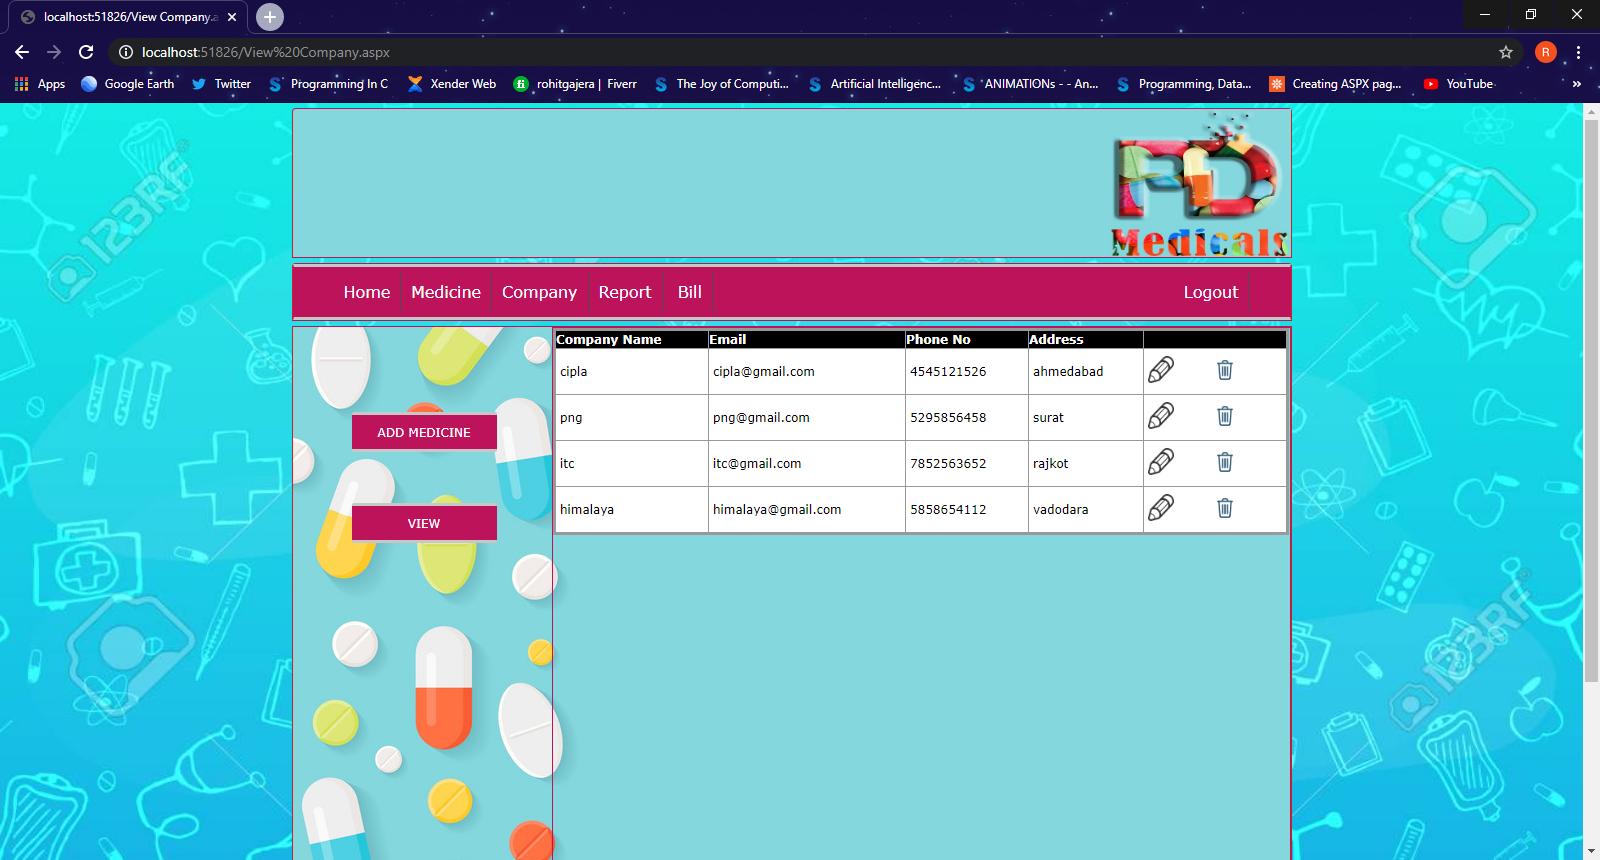 localhost:51826/View Company.a
localhost:51826/View%20Company.aspx
Apps Google Earth Twitter Programming In C Xender Web rohitgajera | Fiverr The Joy of Computi... Artificial Intelligenc... *ANIMATIONs - - An... Programming, Data... Creating ASPX pag... YouTube
R
PD
Medicals
Home Medicine Company Report Bill Logout
Company Name Email Phone No Address
cipla cipla@gmail.com 4545121526 ahmedabad
png png@gmail.com 5295856458 surat
itc itc@gmail.com 7852563652 rajkot
himalaya himalaya@gmail.com 5858654112 vadodara
ADD MEDICINE
VIEW
123RF
123RF